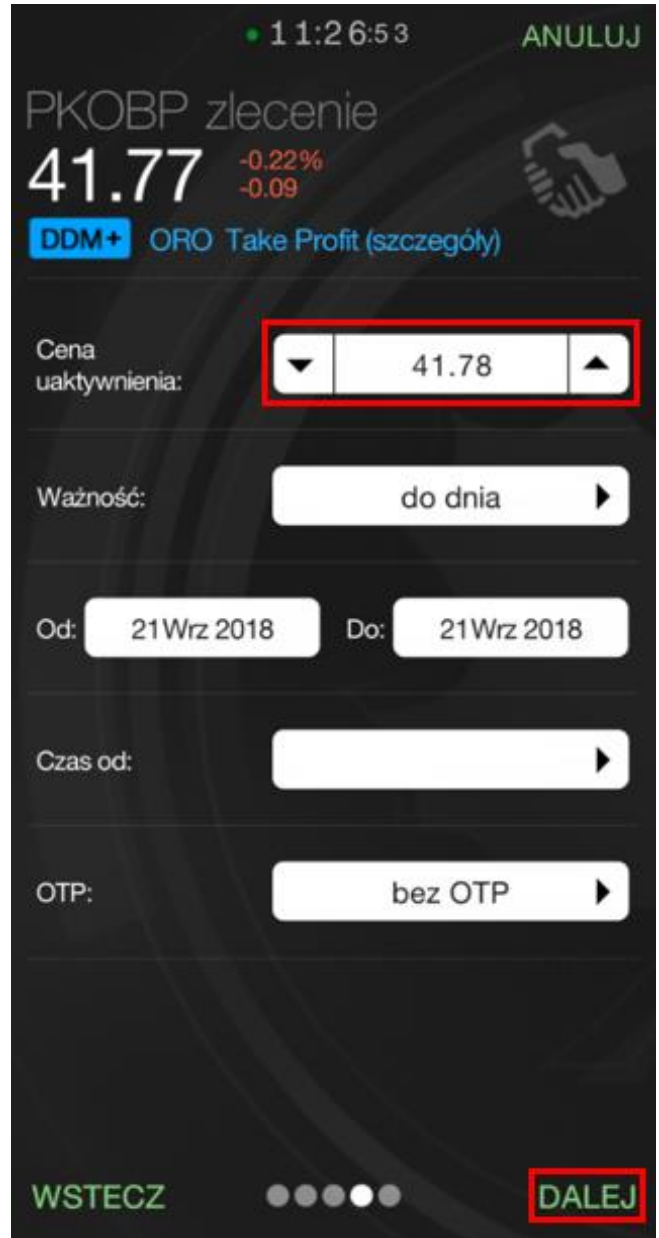 11:26:53 ANULUJ
PKOBP zlecenie
41.77 -0.22%
-0.09
DDM+ ORO Take Profit (szczegóły)
Cena
uaktywnienia: 41.78
Ważność: do dnia
Od: 21Wrz 2018 Do: 21Wrz 2018
Czas od:
OTP: bez OTP
WSTECZ DALEJ